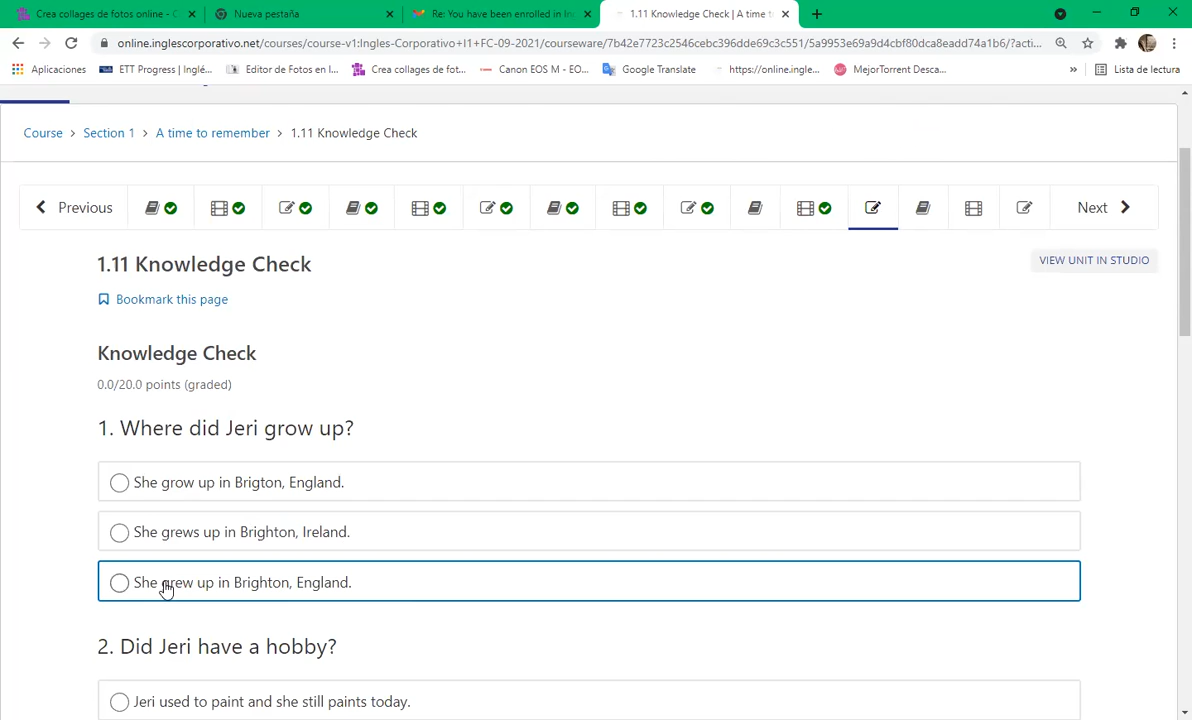 Crea collages de fotos online - C
Nueva pestaña
Re: You have been enrolled in In
1.11 Knowledge Check | A time t
online.inglescorporativo.net/courses/course-v1:Ingles-Corporativo+I1+FC-09-2021/courseware/7b42e7723c2546cebc396dde69c3c551/5a9953e69a9d4cbf80dca8eadd74a1b6/?acti...
Aplicaciones
ETT Progress | Inglé...
Editor de Fotos en l...
Crea collages de fot...
Canon EOS M - EO...
Google Translate
https://online.ingle...
MejorTorrent Desca...
»
Lista de lectura
Course > Section 1 > A time to remember > 1.11 Knowledge Check
Previous
Next
1.11 Knowledge Check
VIEW UNIT IN STUDIO
Bookmark this page
Knowledge Check
0.0/20.0 points (graded)
1. Where did Jeri grow up?
She grow up in Brigton, England.
She grews up in Brighton, Ireland.
She grew up in Brighton, England.
2. Did Jeri have a hobby?
Jeri used to paint and she still paints today.